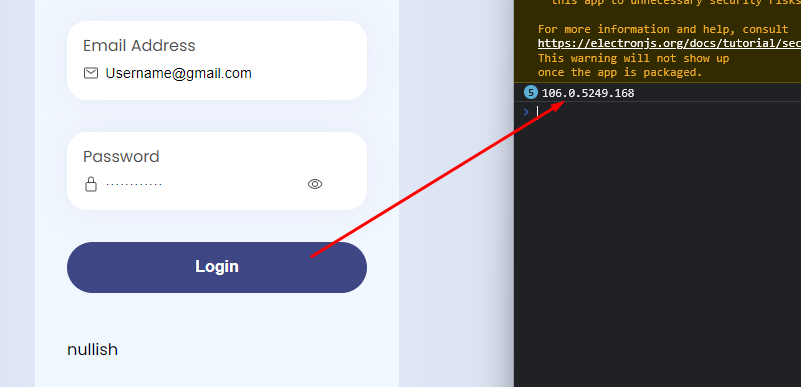 Email Address
Username@gmail.com
Password
············
Login
nullish
this app to unnecessary security risks
For more information and help, consult
https://electronjs.org/docs/tutorial/sec
This warning will not show up
once the app is packaged.
5 106.0.5249.168
>